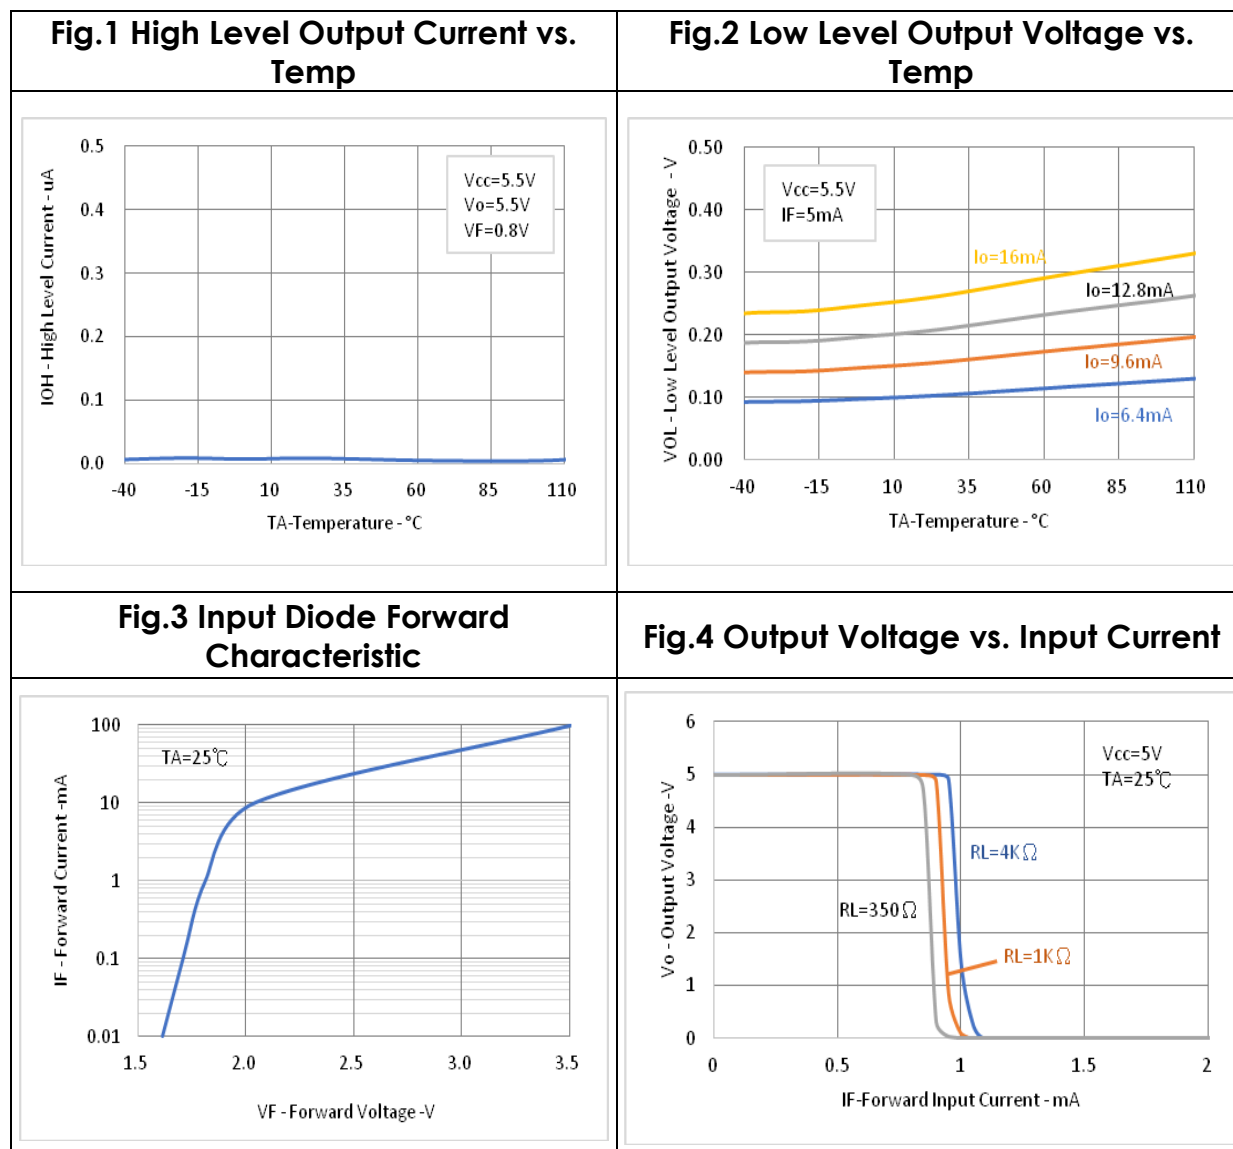 Fig.1 High Level Output Current vs.
Temp
Fig.2 Low Level Output Voltage vs.
Temp
IOH - High Level Current - uA
0.5
0.4
0.3
0.2
0.1
0.0
Vcc=5.5V
Vo=5.5V
VF=0.8V
-40 -15 10 35 60 85 110
TA-Temperature - °C
VOL - Low Level Output Voltage - V
0.50
0.40
0.30
0.20
0.10
0.00
Vcc=5.5V
IF=5mA
Io=16mA
Io=12.8mA
Io=9.6mA
Io=6.4mA
-40 -15 10 35 60 85 110
TA-Temperature - °C
Fig.3 Input Diode Forward
Characteristic
Fig.4 Output Voltage vs. Input Current
IF - Forward Current -mA
100
10
1
0.1
0.01
TA=25℃
1.5 2.0 2.5 3.0 3.5
VF - Forward Voltage -V
Vo - Output Voltage -V
6
5
4
3
2
1
0
Vcc=5V
TA=25℃
RL=4KΩ
RL=350Ω
RL=1KΩ
0 0.5 1 1.5 2
IF-Forward Input Current - mA